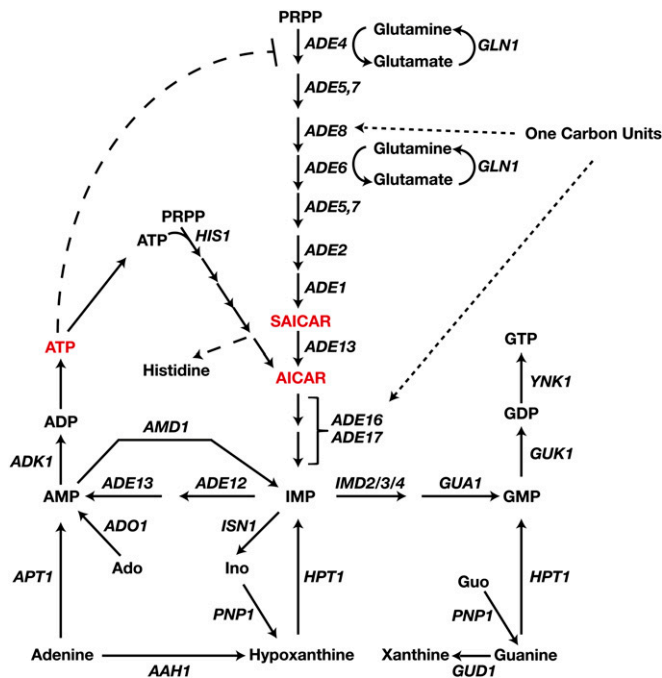 PRPP
ADE4
Glutamine
Glutamate
GLN1
ADE5,7
ADE8
One Carbon Units
ADE6
Glutamine
Glutamate
GLN1
ADE5,7
PRPP
ATP
HIS1
ADE2
ADE1
SAICAR
ATP
ADE13
GTP
Histidine
AICAR
YNK1
ADP
AMD1
ADE16
ADE17
GDP
ADK1
GUK1
ADE13
ADE12
IMD2/3/4
GUA1
AMP
IMP
GMP
ADO1
ISN1
APT1
Ado
Ino
HPT1
Guo
HPT1
PNP1
PNP1
Adenine
Hypoxanthine
Xanthine
Guanine
AAH1
GUD1